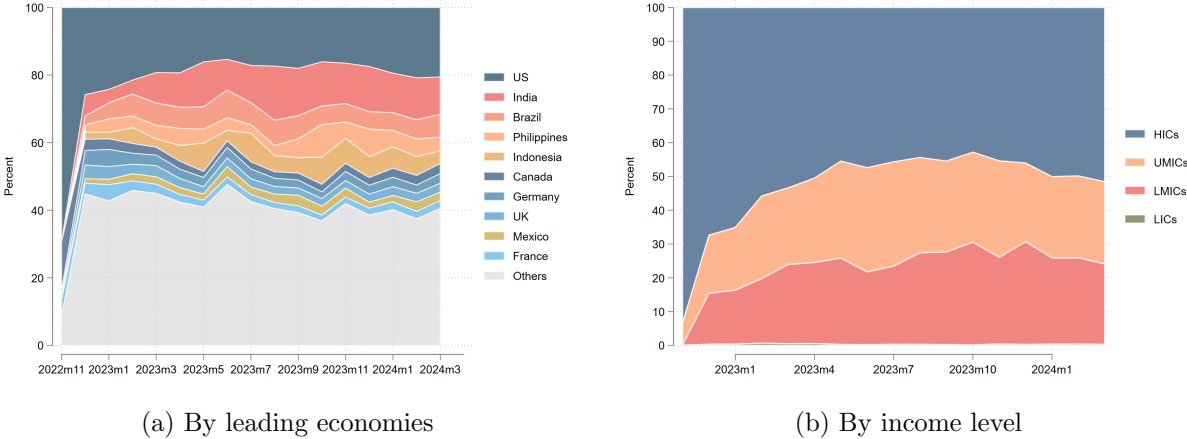 100
80
60
40
20
0
Percent
2022m11 2023m1 2023m3 2023m5 2023m7 2023m9 2023m11 2024m1 2024m3
US
India
Brazil
Philippines
Indonesia
Canada
Germany
UK
Mexico
France
Others
(a) By leading economies
100
90
80
70
60
50
40
30
20
10
0
Percent
2023m1 2023m4 2023m7 2023m10 2024m1
HICs
UMICs
LMICs
LICs
(b) By income level